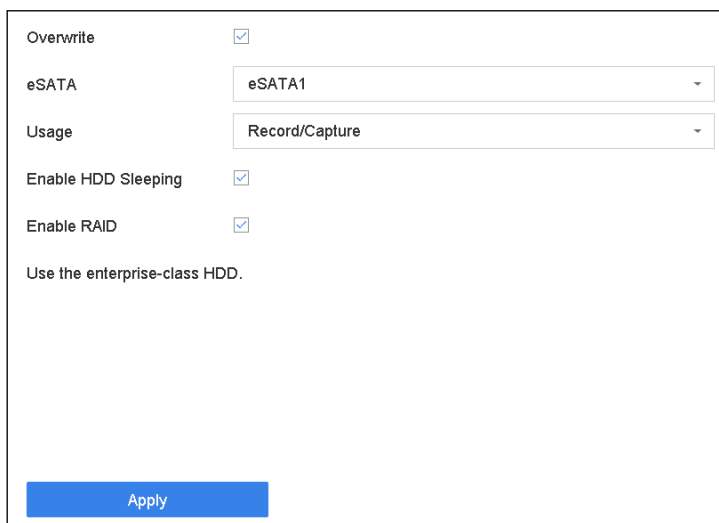 Overwrite
eSATA eSATA1
Usage Record/Capture
Enable HDD Sleeping
Enable RAID
Use the enterprise-class HDD.
Apply